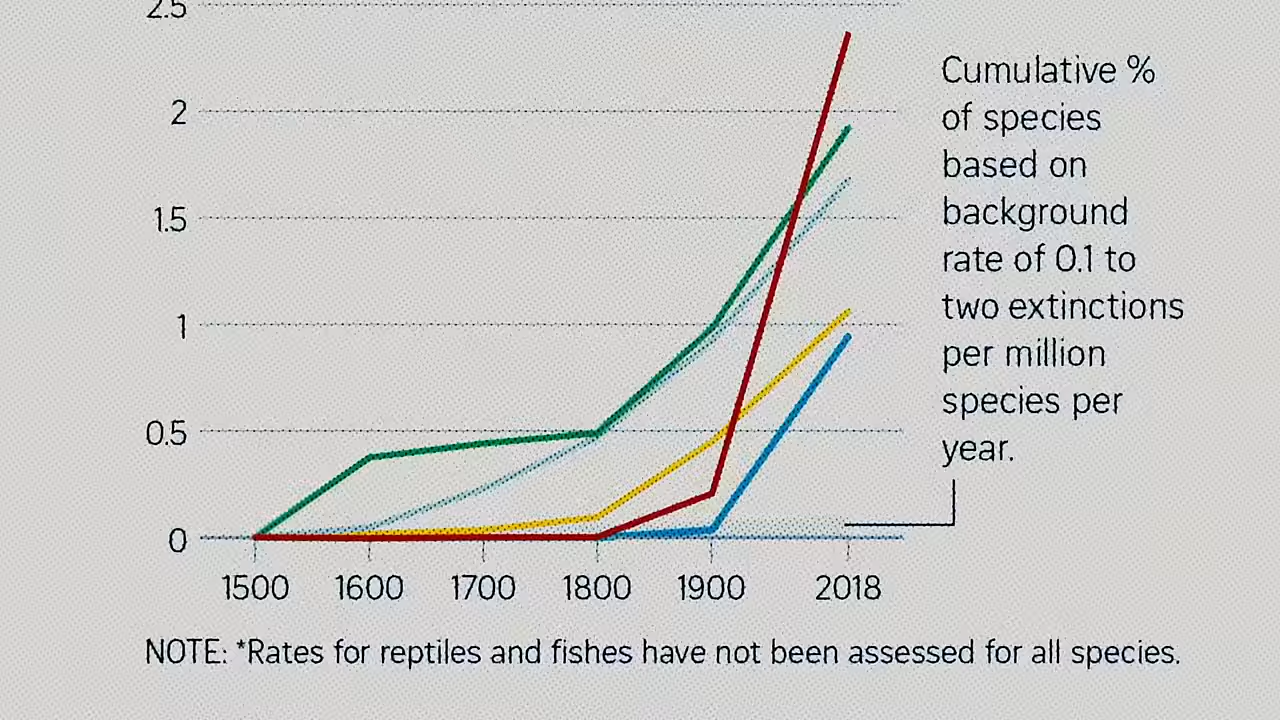 2.5
2
1.5
1
0.5
0
1500 1600 1700 1800 1900 2018
Cumulative %
of species
based on
background
rate of 0.1 to
two extinctions
per million
species per
year.
NOTE: *Rates for reptiles and fishes have not been assessed for all species.